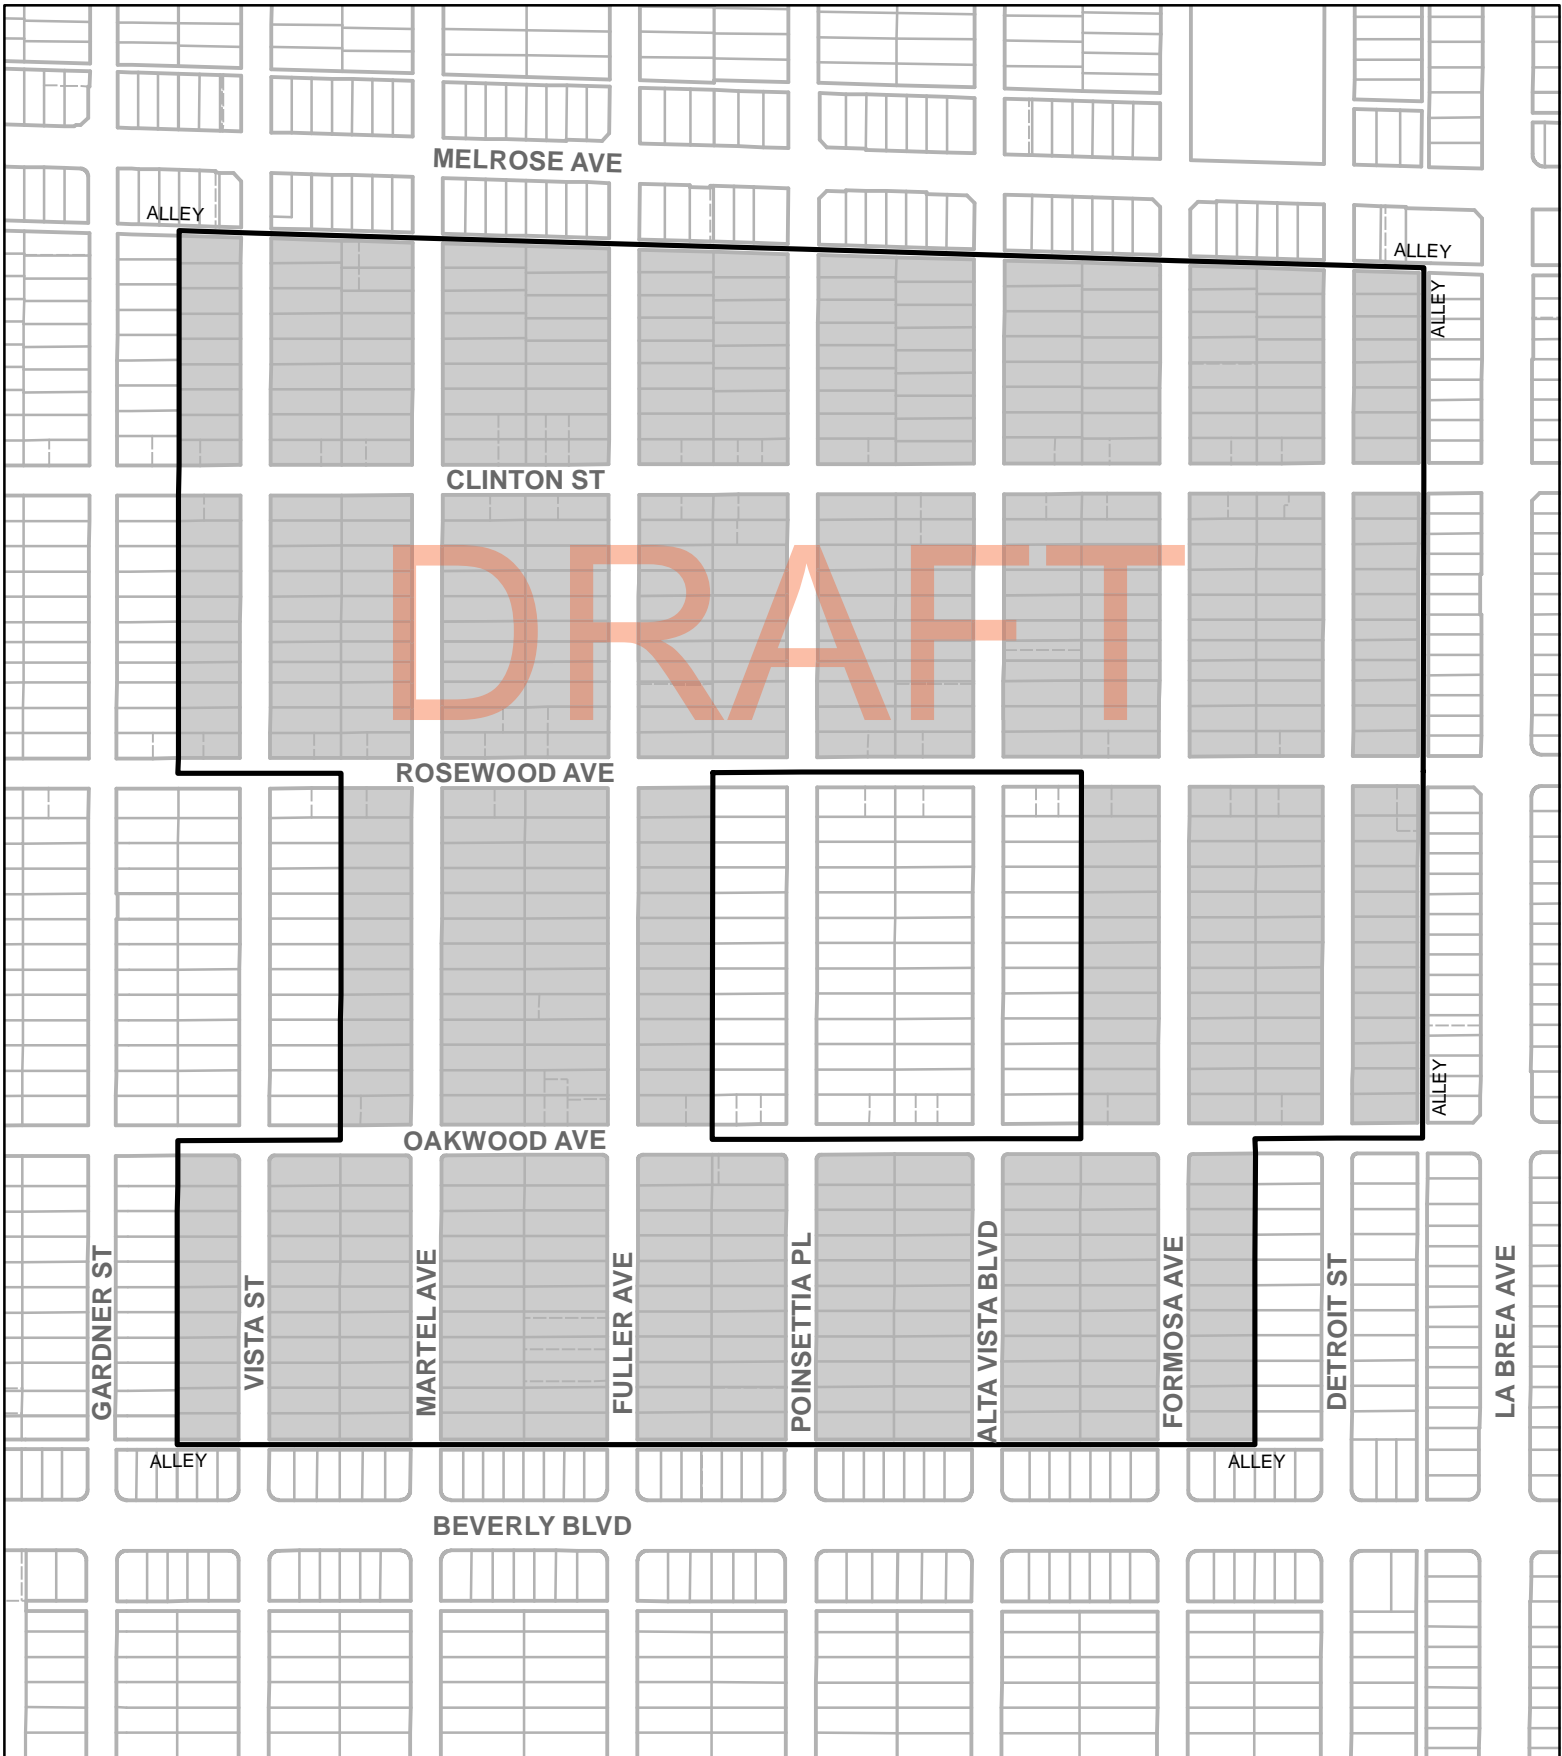 MELROSE AVE
ALLEY
ALLEY
ALLEY
CLINTON ST
DRAFT
ROSEWOOD AVE
ALLEY
OAKWOOD AVE
GARDNER ST
VISTA ST
MARTEL AVE
FULLER AVE
POINSETTIA PL
ALTA VISTA BLVD
FORMOSA AVE
DETROIT ST
LA BREA AVE
ALLEY
ALLEY
BEVERLY BLVD